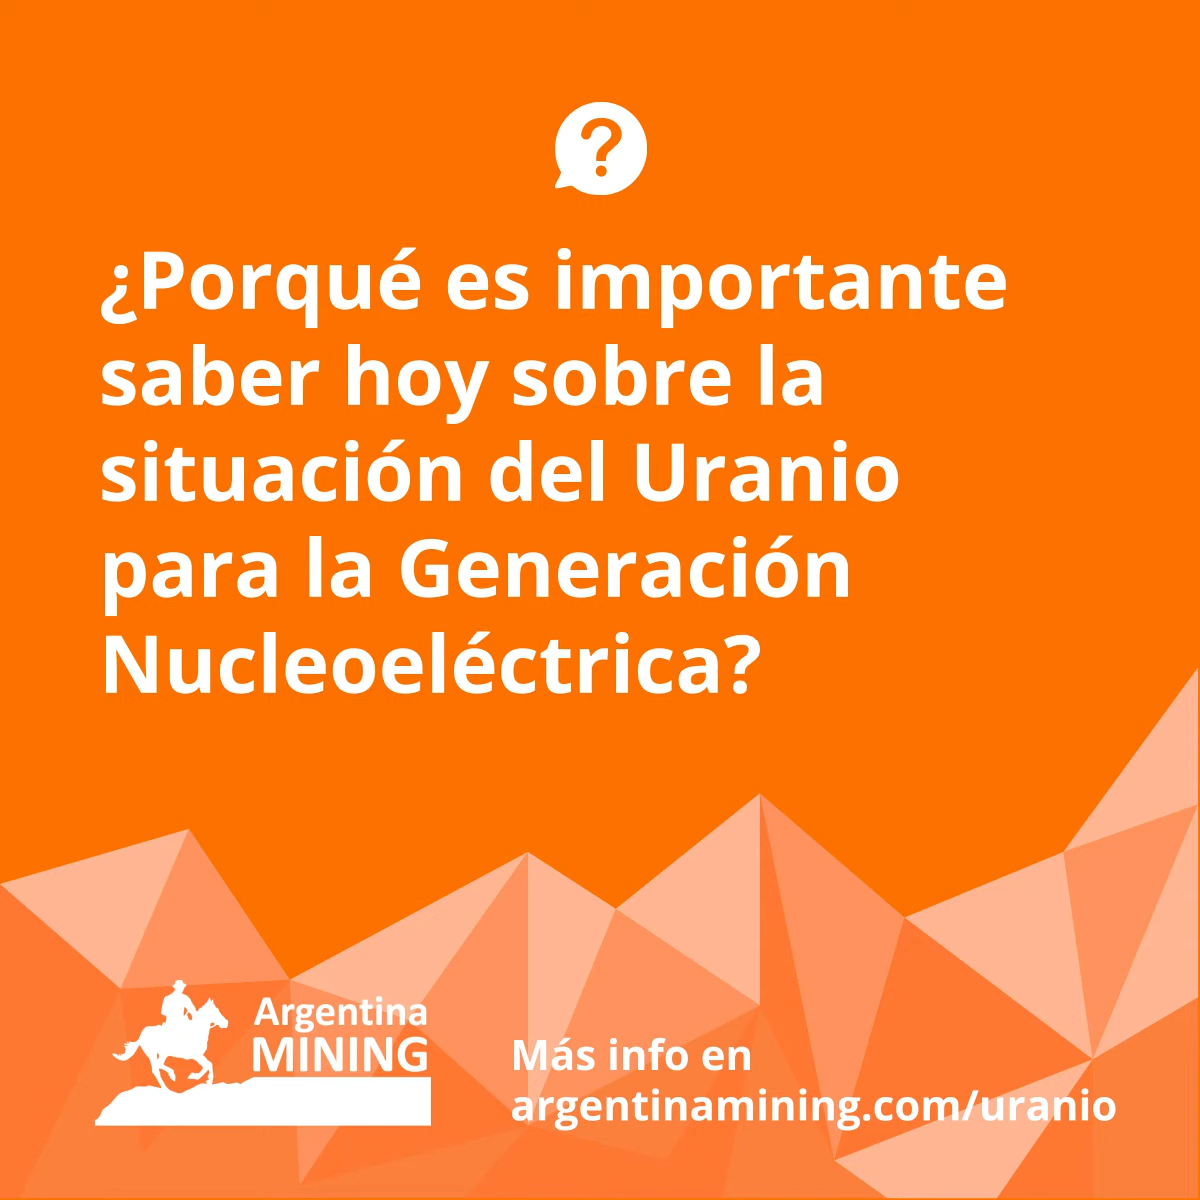 ?
¿Porqué es importante
saber hoy sobre la
situación del Uranio
para la Generación
Nucleoeléctrica?
Argentina
MINING
Más info en
argentinamining.com/uranio